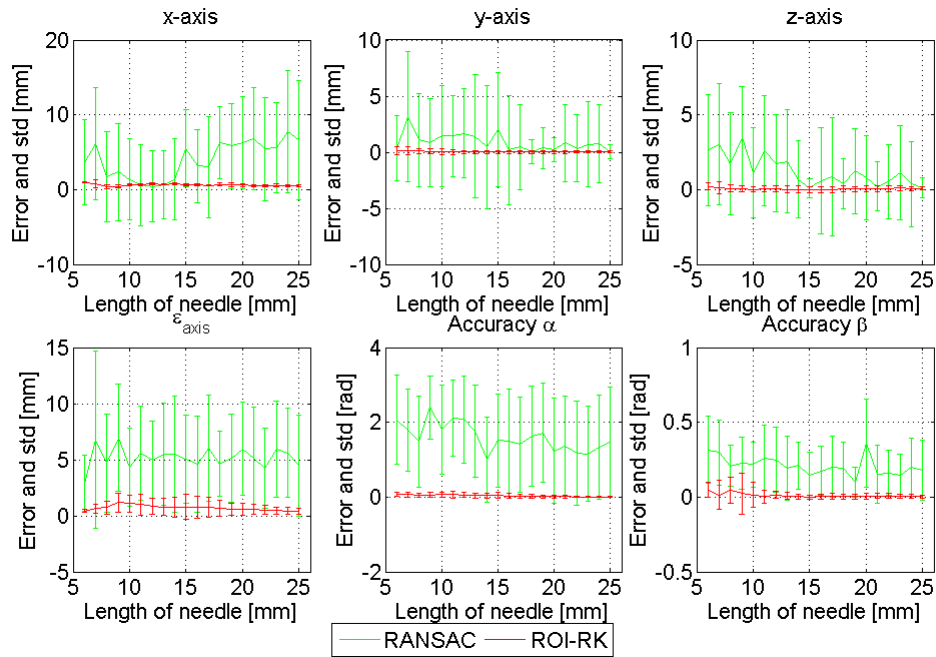 x-axis
y-axis
z-axis
Error and std [mm]
20
10
0
-10
5 10 15 20 25
Length of needle [mm]
Error and std [mm]
10
5
0
-5
-10
5 10 15 20 25
Length of needle [mm]
Error and std [mm]
10
5
0
-5
5 10 15 20 25
Length of needle [mm]
εaxis
Accuracy α
Accuracy β
Error and std [mm]
15
10
5
0
-5
5 10 15 20 25
Length of needle [mm]
Error and std [rad]
4
2
0
-2
5 10 15 20 25
Length of needle [mm]
Error and std [rad]
1
0.5
0
-0.5
5 10 15 20 25
Length of needle [mm]
RANSAC ROI-RK